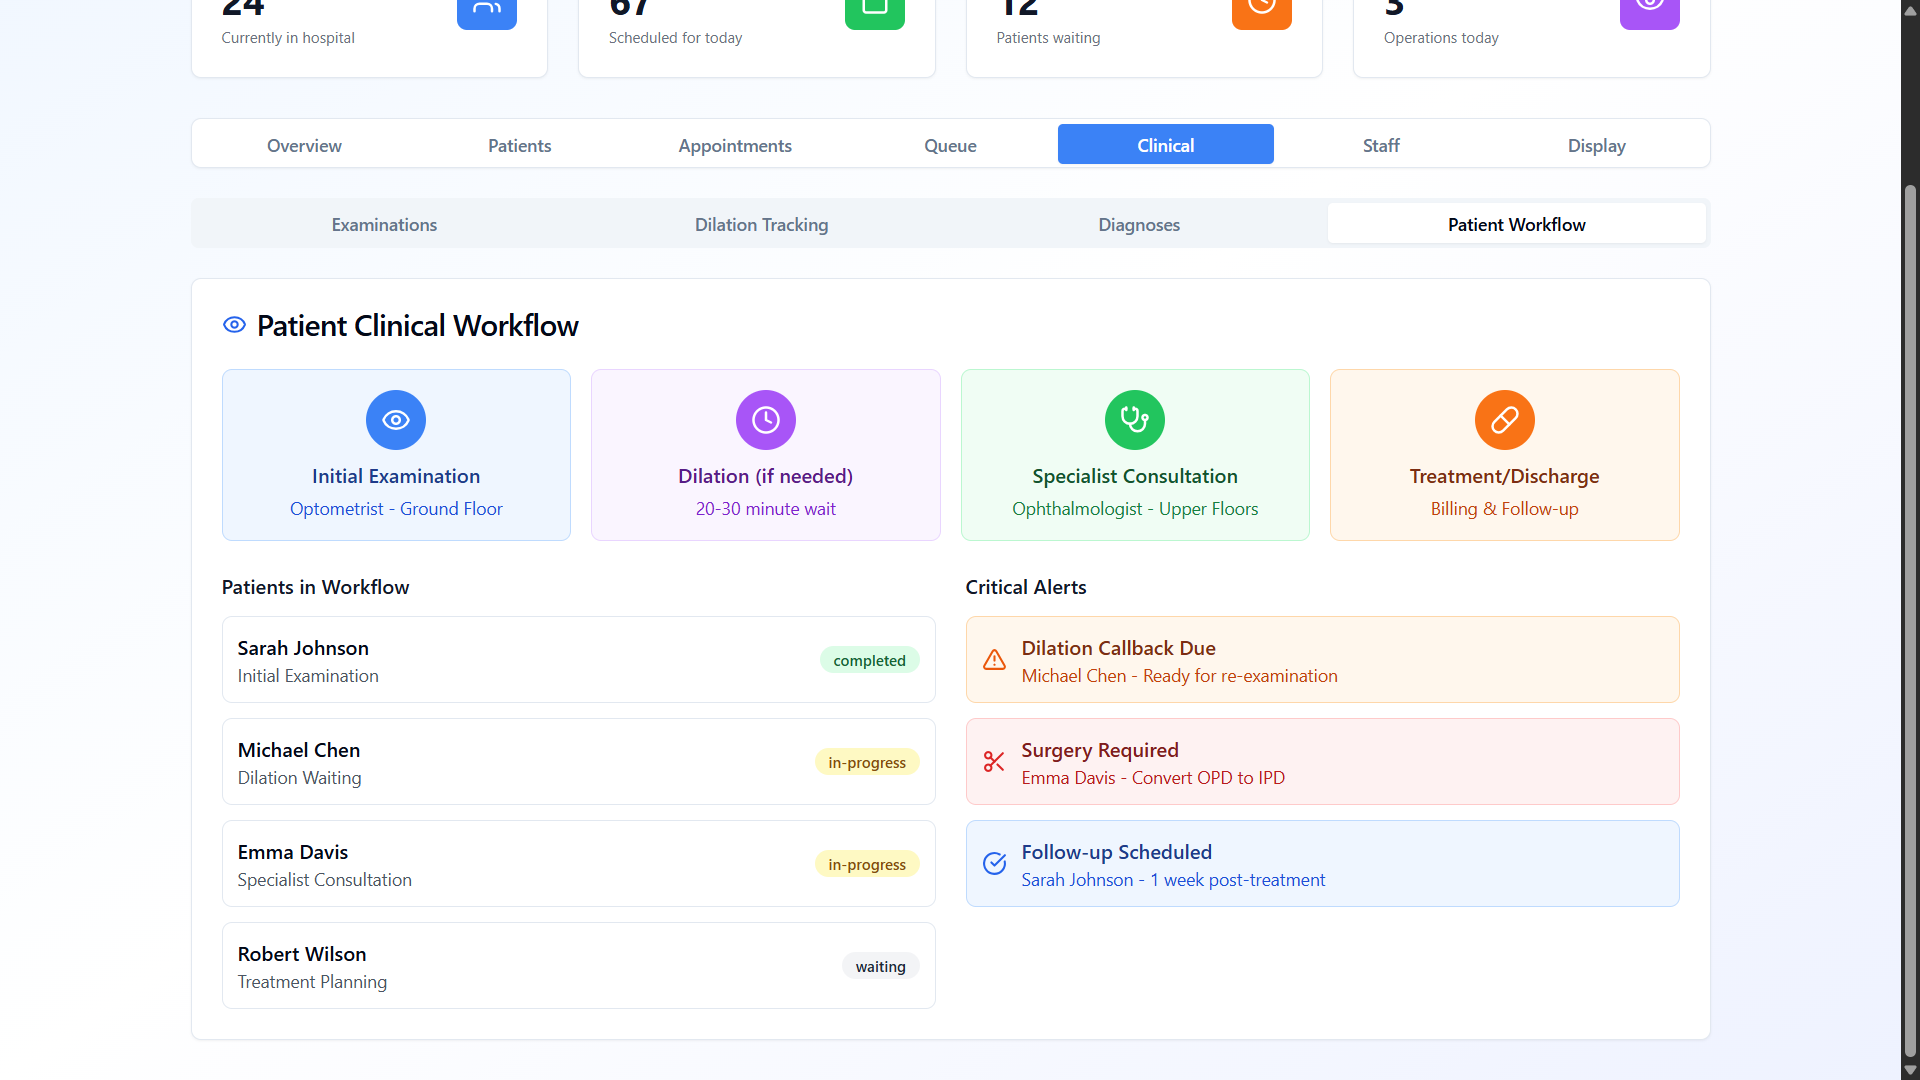 24
67
12
3
Currently in hospital
Scheduled for today
Patients waiting
Operations today
Overview
Patients
Appointments
Queue
Clinical
Staff
Display
Examinations
Dilation Tracking
Diagnoses
Patient Workflow
Patient Clinical Workflow
Initial Examination
Optometrist - Ground Floor
Dilation (if needed)
20-30 minute wait
Specialist Consultation
Ophthalmologist - Upper Floors
Treatment/Discharge
Billing & Follow-up
Patients in Workflow
Sarah Johnson
Initial Examination
completed
Michael Chen
Dilation Waiting
in-progress
Emma Davis
Specialist Consultation
in-progress
Robert Wilson
Treatment Planning
waiting
Critical Alerts
Dilation Callback Due
Michael Chen - Ready for re-examination
Surgery Required
Emma Davis - Convert OPD to IPD
Follow-up Scheduled
Sarah Johnson - 1 week post-treatment